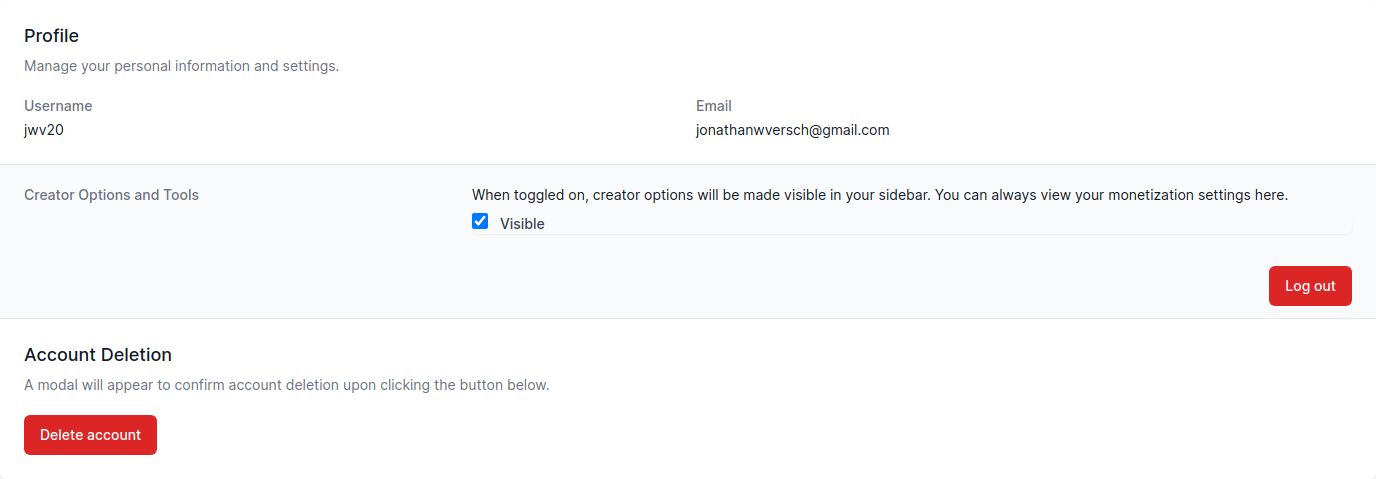 Profile
Manage your personal information and settings.
Username
jwv20
Email
jonathanwversch@gmail.com
Creator Options and Tools
When toggled on, creator options will be made visible in your sidebar. You can always view your monetization settings here.
Visible
Log out
Account Deletion
A modal will appear to confirm account deletion upon clicking the button below.
Delete account